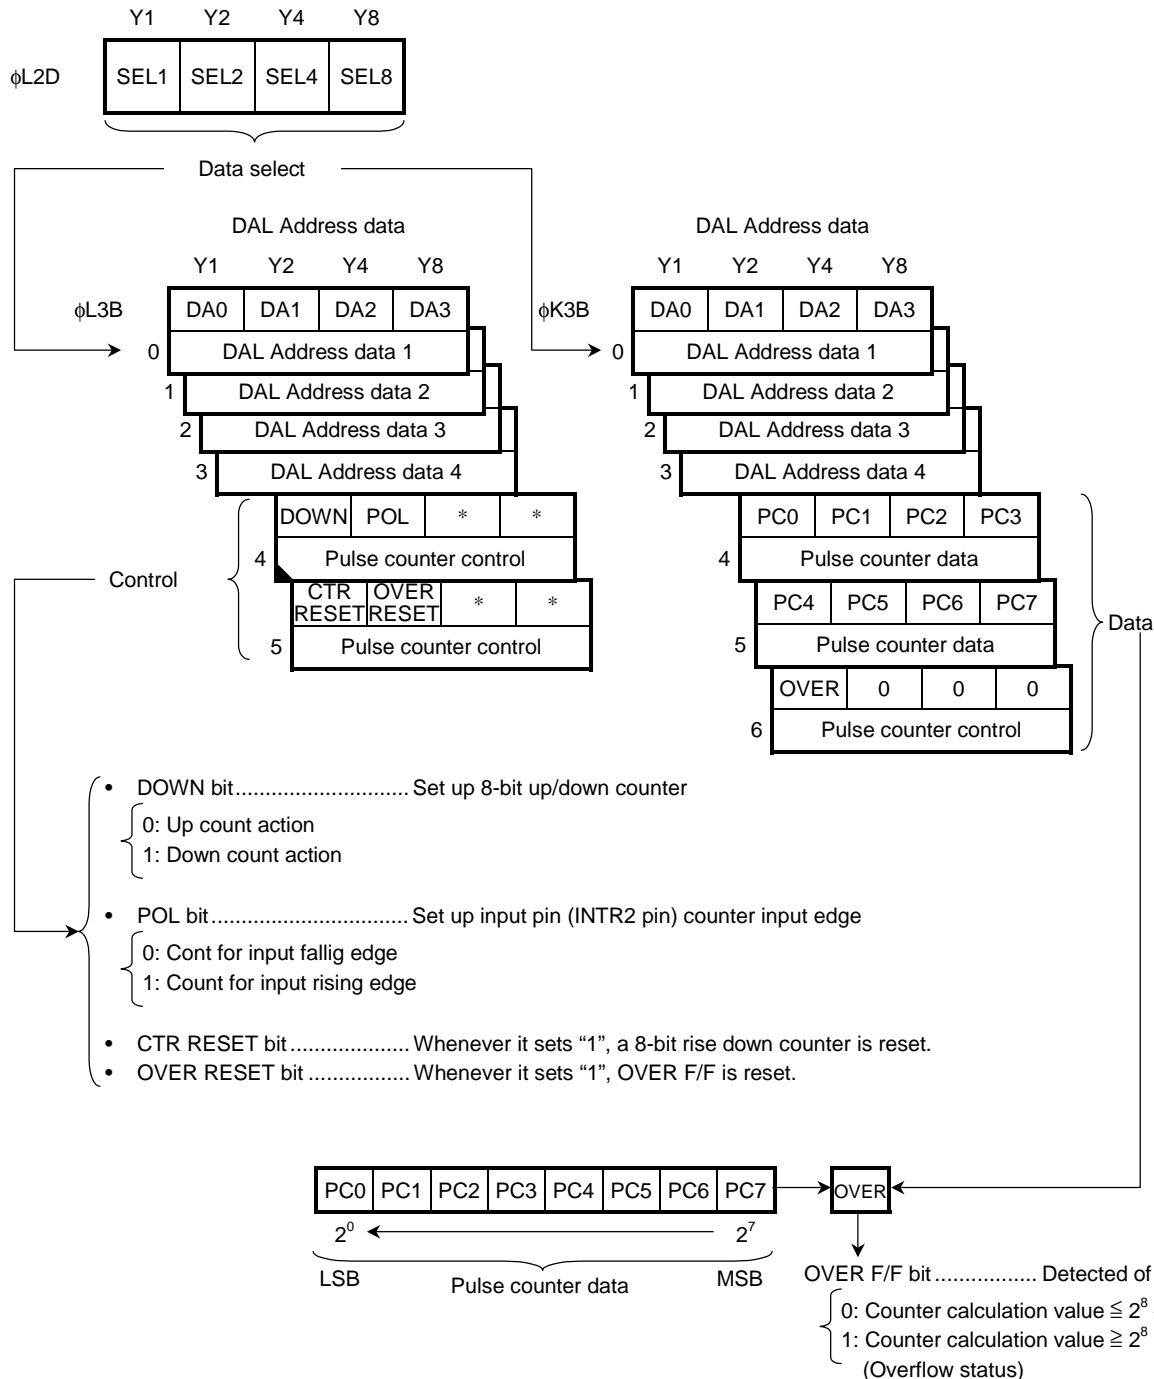 Y1 Y2 Y4 Y8
ϕL2D SEL1 SEL2 SEL4 SEL8
Data select
DAL Address data
Y1 Y2 Y4 Y8
ϕL3B DA0 DA1 DA2 DA3
0 DAL Address data 1
1 DAL Address data 2
2 DAL Address data 3
3 DAL Address data 4
DOWN POL * *
4 Pulse counter control
CTR RESET OVER RESET * *
5 Pulse counter control
Control
DAL Address data
Y1 Y2 Y4 Y8
ϕK3B DA0 DA1 DA2 DA3
0 DAL Address data 1
1 DAL Address data 2
2 DAL Address data 3
3 DAL Address data 4
PC0 PC1 PC2 PC3
4 Pulse counter data
PC4 PC5 PC6 PC7
5 Pulse counter data
OVER 0 0 0
6 Pulse counter control
Data
• DOWN bit............................. Set up 8-bit up/down counter
0: Up count action
1: Down count action
• POL bit................................. Set up input pin (INTR2 pin) counter input edge
0: Cont for input fallig edge
1: Count for input rising edge
• CTR RESET bit .................... Whenever it sets “1”, a 8-bit rise down counter is reset.
• OVER RESET bit ................. Whenever it sets “1”, OVER F/F is reset.
PC0 PC1 PC2 PC3 PC4 PC5 PC6 PC7 OVER
2⁰ 2⁷
LSB Pulse counter data MSB
OVER F/F bit ................. Detected of
0: Counter calculation value ≦ 2⁸
1: Counter calculation value ≧ 2⁸
(Overflow status)